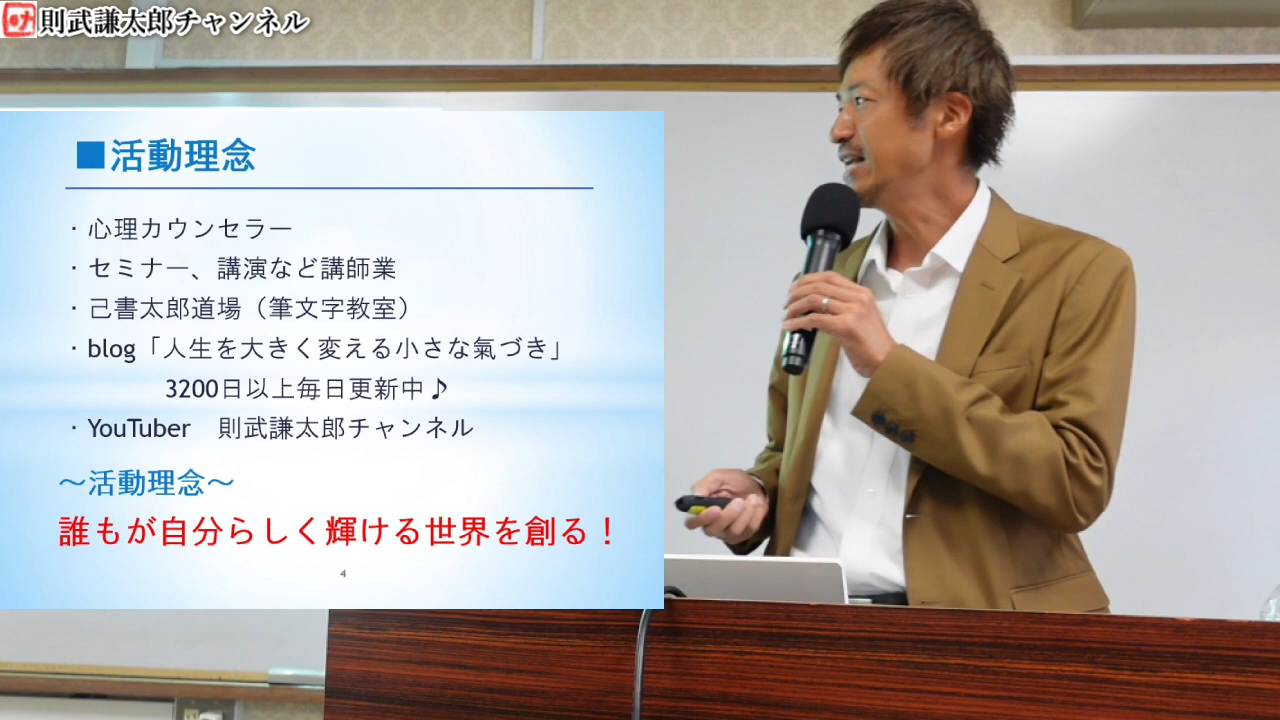 則武謙太郎チャンネル
■活動理念
・心理カウンセラー
・セミナー、講演など講師業
・己書太郎道場（筆文字教室）
・blog「人生を大きく変える小さな氣づき」
3200日以上毎日更新中♪
・YouTuber　則武謙太郎チャンネル
～活動理念～
誰もが自分らしく輝ける世界を創る！
4